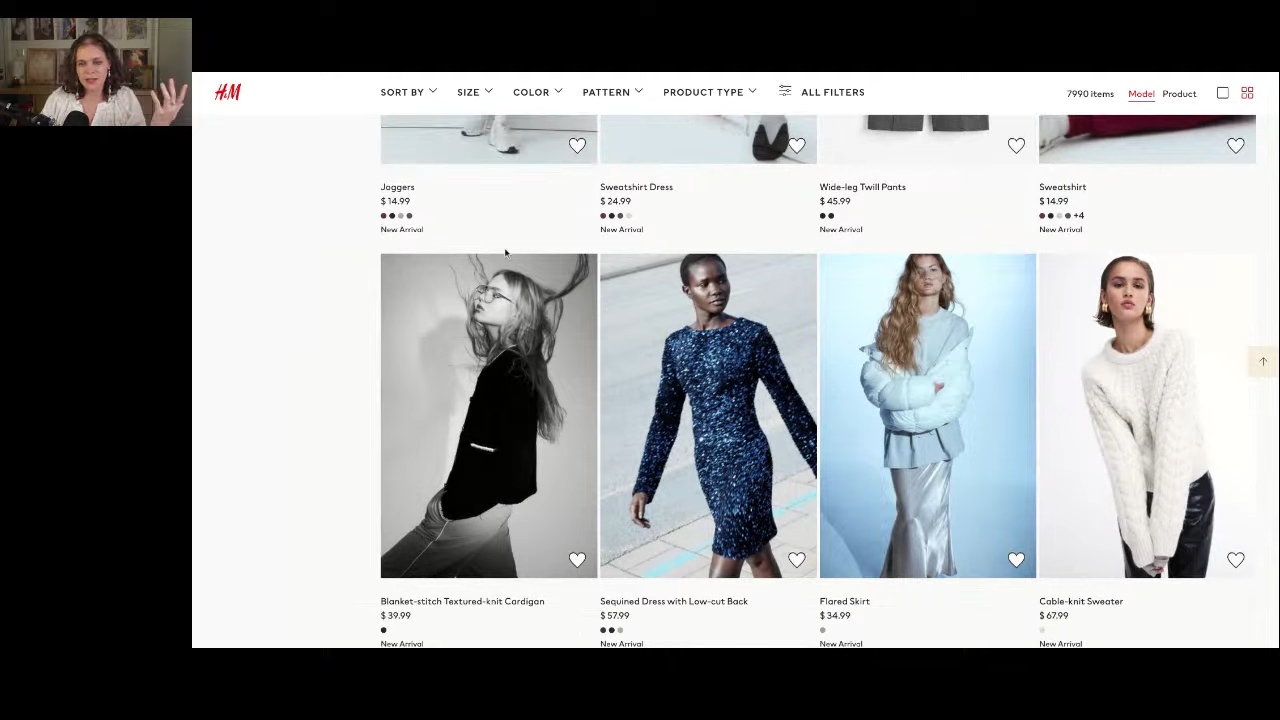 H&M
SORT BY SIZE COLOR PATTERN PRODUCT TYPE ALL FILTERS
7990 items Model Product
Joggers
$ 14.99
New Arrival
Sweatshirt Dress
$ 24.99
New Arrival
Wide-leg Twill Pants
$ 45.99
New Arrival
Sweatshirt
$ 14.99
+4
New Arrival
Blanket-stitch Textured-knit Cardigan
$ 39.99
New Arrival
Sequined Dress with Low-cut Back
$ 57.99
New Arrival
Flared Skirt
$ 34.99
New Arrival
Cable-knit Sweater
$ 67.99
New Arrival